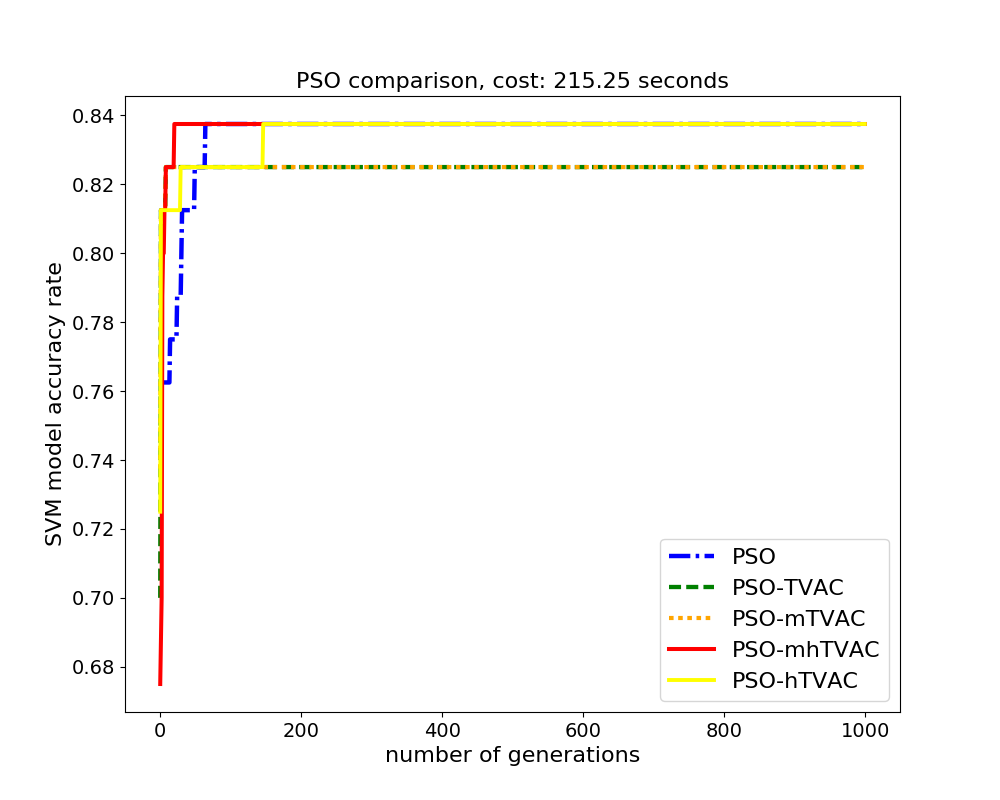 PSO comparison, cost: 215.25 seconds
SVM model accuracy rate
0.84
0.82
0.80
0.78
0.76
0.74
0.72
0.70
0.68
0
200
400
600
800
1000
number of generations
PSO
PSO-TVAC
PSO-mTVAC
PSO-mhTVAC
PSO-hTVAC